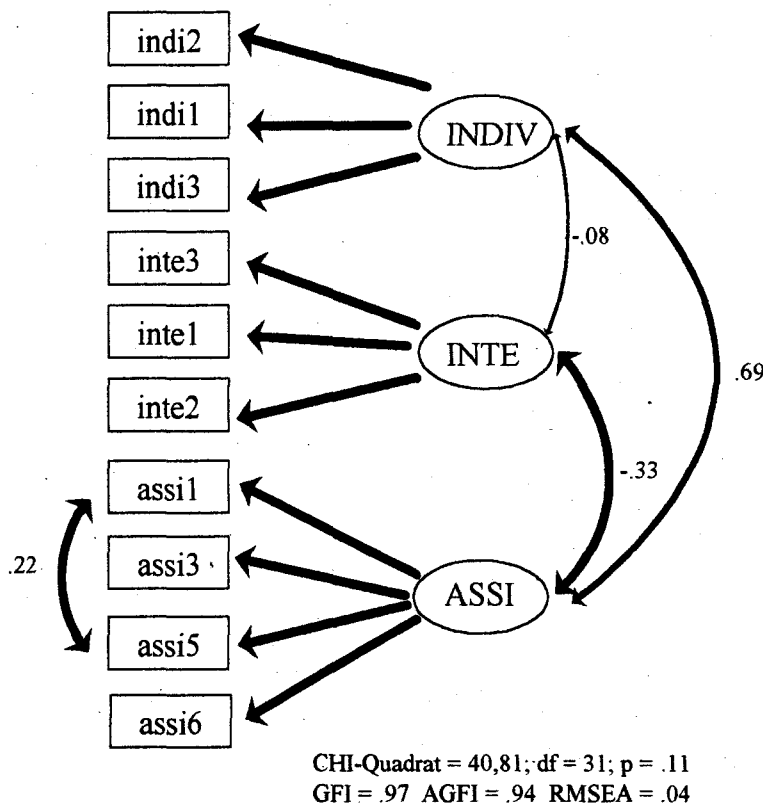 indi2
indi1
INDIV
indi3
inte3
-.08
inte1
INTE
inte2
.69
assi1
-.33
.22
assi3
ASSI
assi5
assi6
CHI-Quadrat = 40,81; df = 31; p = .11
GFI = .97 AGFI = .94 RMSEA = .04